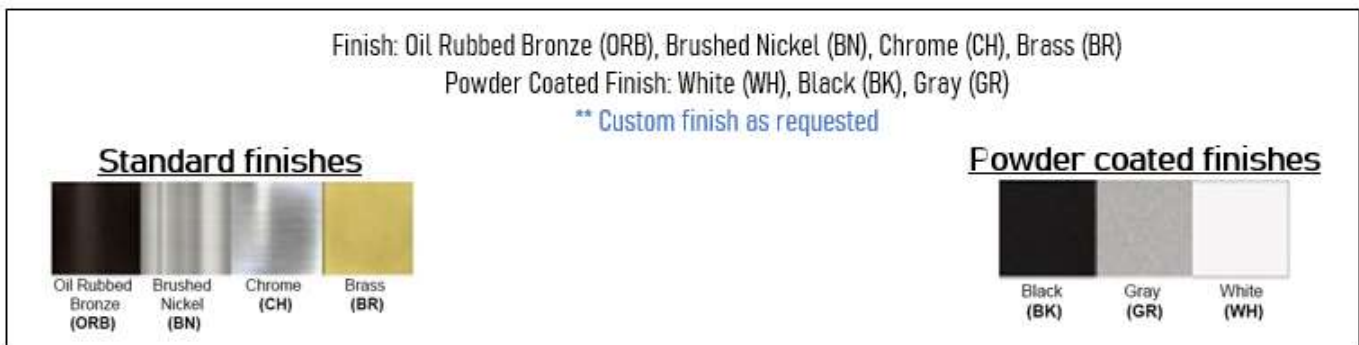 Finish: Oil Rubbed Bronze (ORB), Brushed Nickel (BN), Chrome (CH), Brass (BR)
Powder Coated Finish: White (WH), Black (BK), Gray (GR)
** Custom finish as requested
Standard finishes
Oil Rubbed
Bronze
(ORB)
Brushed
Nickel
(BN)
Chrome
(CH)
Brass
(BR)
Powder coated finishes
Black
(BK)
Gray
(GR)
White
(WH)